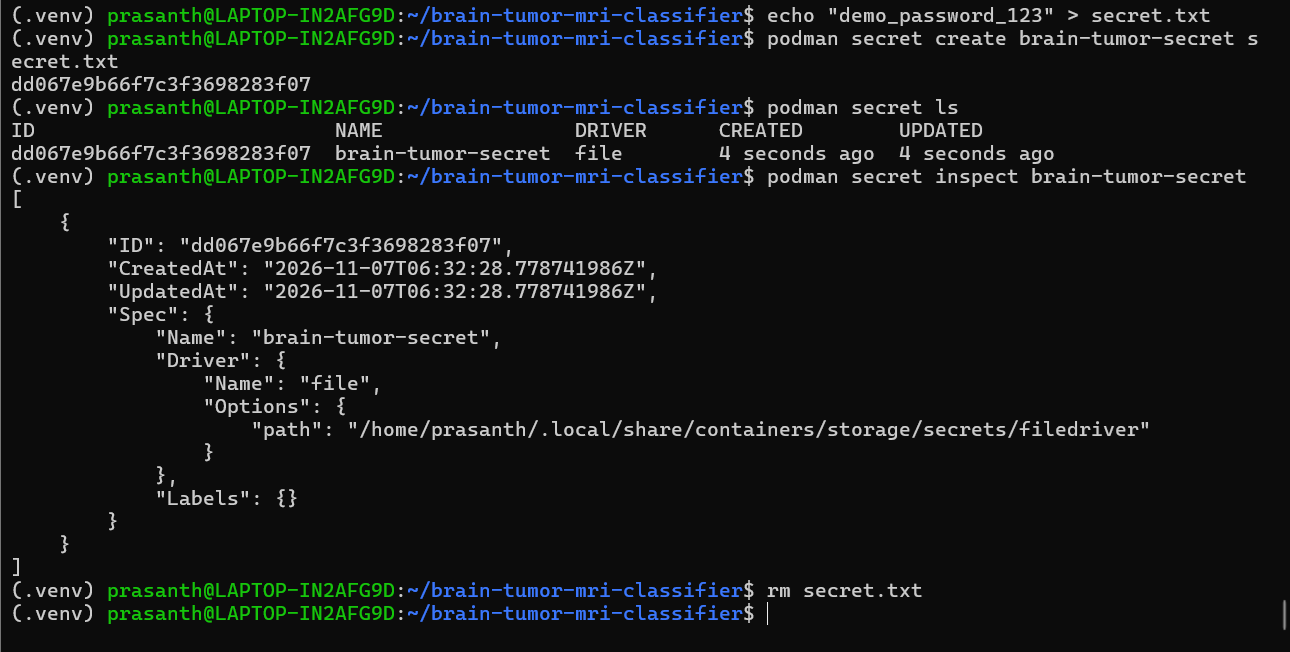 (.venv) prasanth@LAPTOP-IN2AFG9D:~/brain-tumor-mri-classifier$ echo "demo_password_123" > secret.txt
(.venv) prasanth@LAPTOP-IN2AFG9D:~/brain-tumor-mri-classifier$ podman secret create brain-tumor-secret s
ecret.txt
dd067e9b66f7c3f3698283f07
(.venv) prasanth@LAPTOP-IN2AFG9D:~/brain-tumor-mri-classifier$ podman secret ls
ID                         NAME                DRIVER      CREATED        UPDATED
dd067e9b66f7c3f3698283f07  brain-tumor-secret  file        4 seconds ago  4 seconds ago
(.venv) prasanth@LAPTOP-IN2AFG9D:~/brain-tumor-mri-classifier$ podman secret inspect brain-tumor-secret
[
    {
        "ID": "dd067e9b66f7c3f3698283f07",
        "CreatedAt": "2026-11-07T06:32:28.778741986Z",
        "UpdatedAt": "2026-11-07T06:32:28.778741986Z",
        "Spec": {
            "Name": "brain-tumor-secret",
            "Driver": {
                "Name": "file",
                "Options": {
                    "path": "/home/prasanth/.local/share/containers/storage/secrets/filedriver"
                }
            },
            "Labels": {}
        }
    }
]
(.venv) prasanth@LAPTOP-IN2AFG9D:~/brain-tumor-mri-classifier$ rm secret.txt
(.venv) prasanth@LAPTOP-IN2AFG9D:~/brain-tumor-mri-classifier$